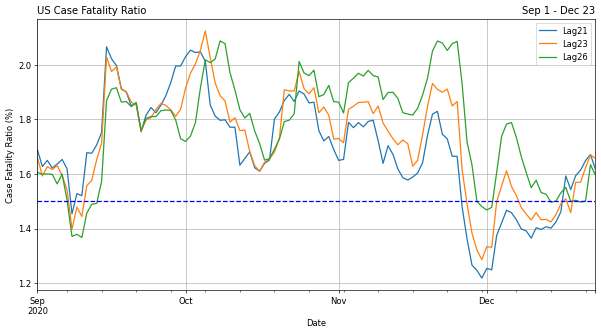 US Case Fatality Ratio
Sep 1 - Dec 23
Lag21
Lag23
Lag26
Case Fatality Ratio (%)
2.0
1.8
1.6
1.4
1.2
Sep
2020
Oct
Nov
Dec
Date